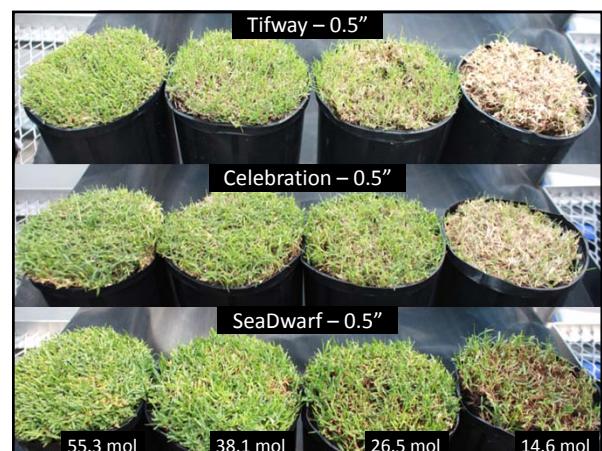 Tifway – 0.5”
Celebration – 0.5”
SeaDwarf – 0.5”
55.3 mol 38.1 mol 26.5 mol 14.6 mol